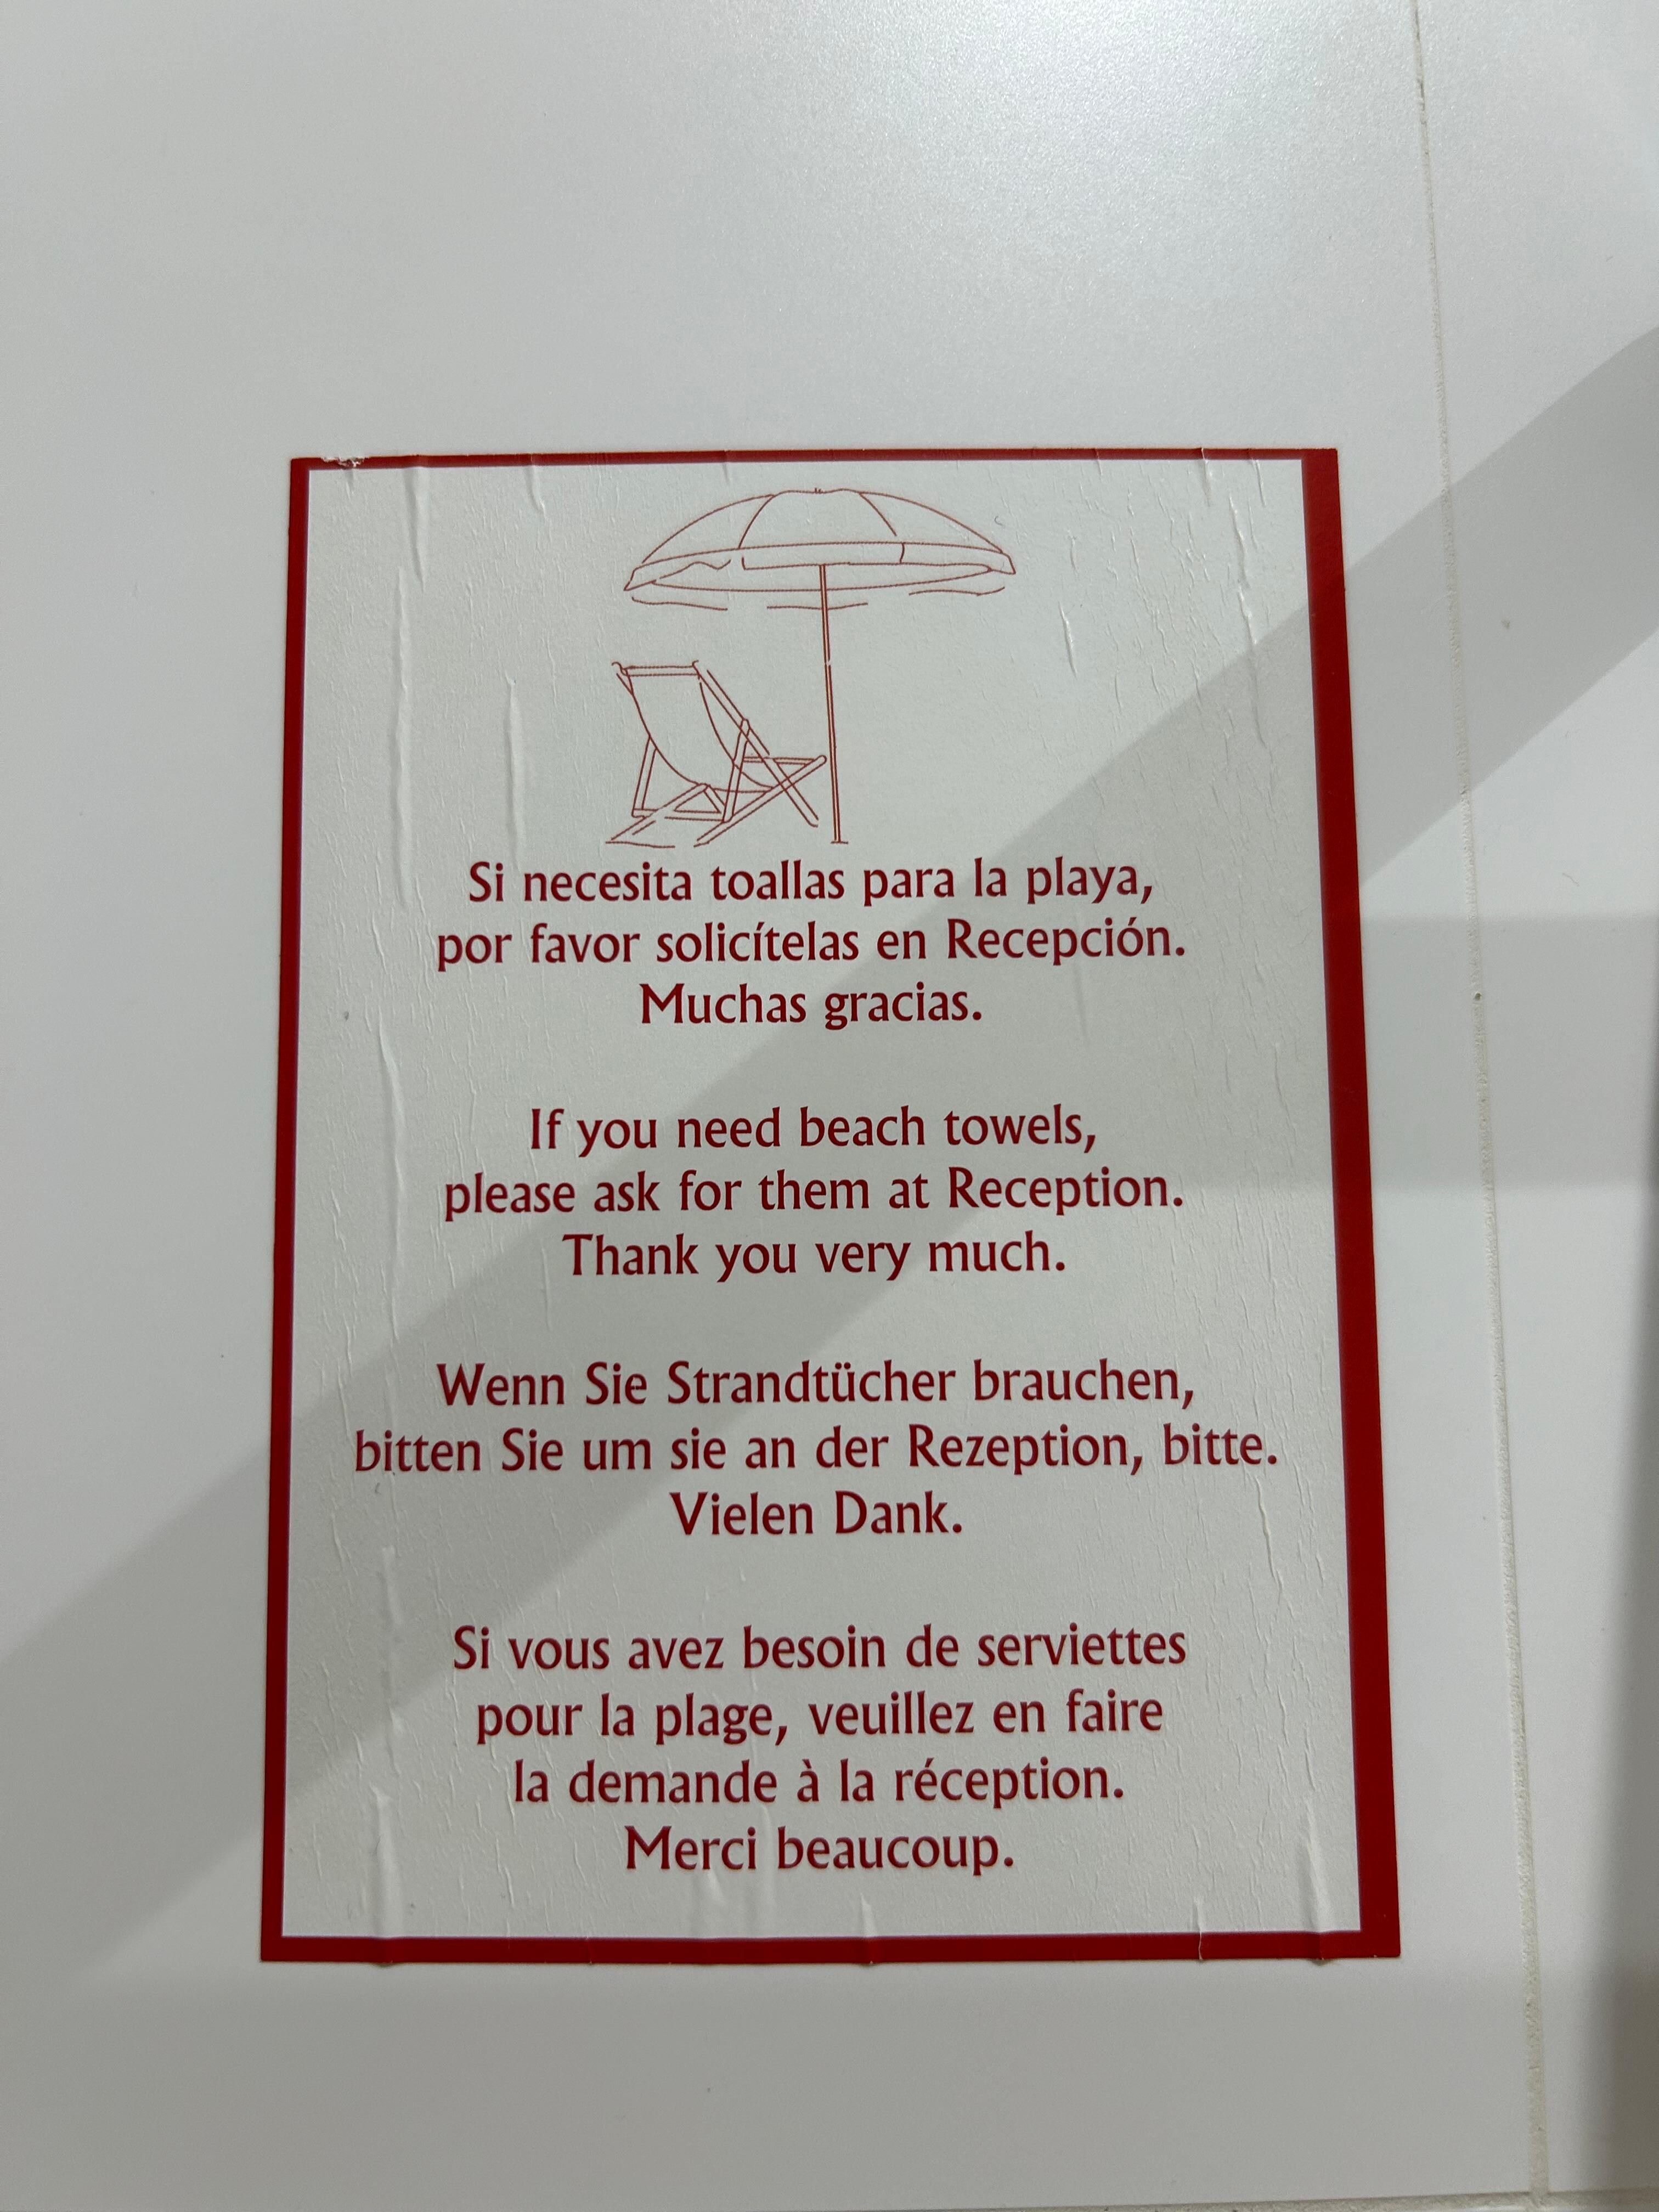 Si necesita toallas para la playa,
por favor solicítelas en Recepción.
Muchas gracias.
If you need beach towels,
please ask for them at Reception.
Thank you very much.
Wenn Sie Strandtücher brauchen,
bitten Sie um sie an der Rezeption, bitte.
Vielen Dank.
Si vous avez besoin de serviettes
pour la plage, veuillez en faire
la demande à la réception.
Merci beaucoup.